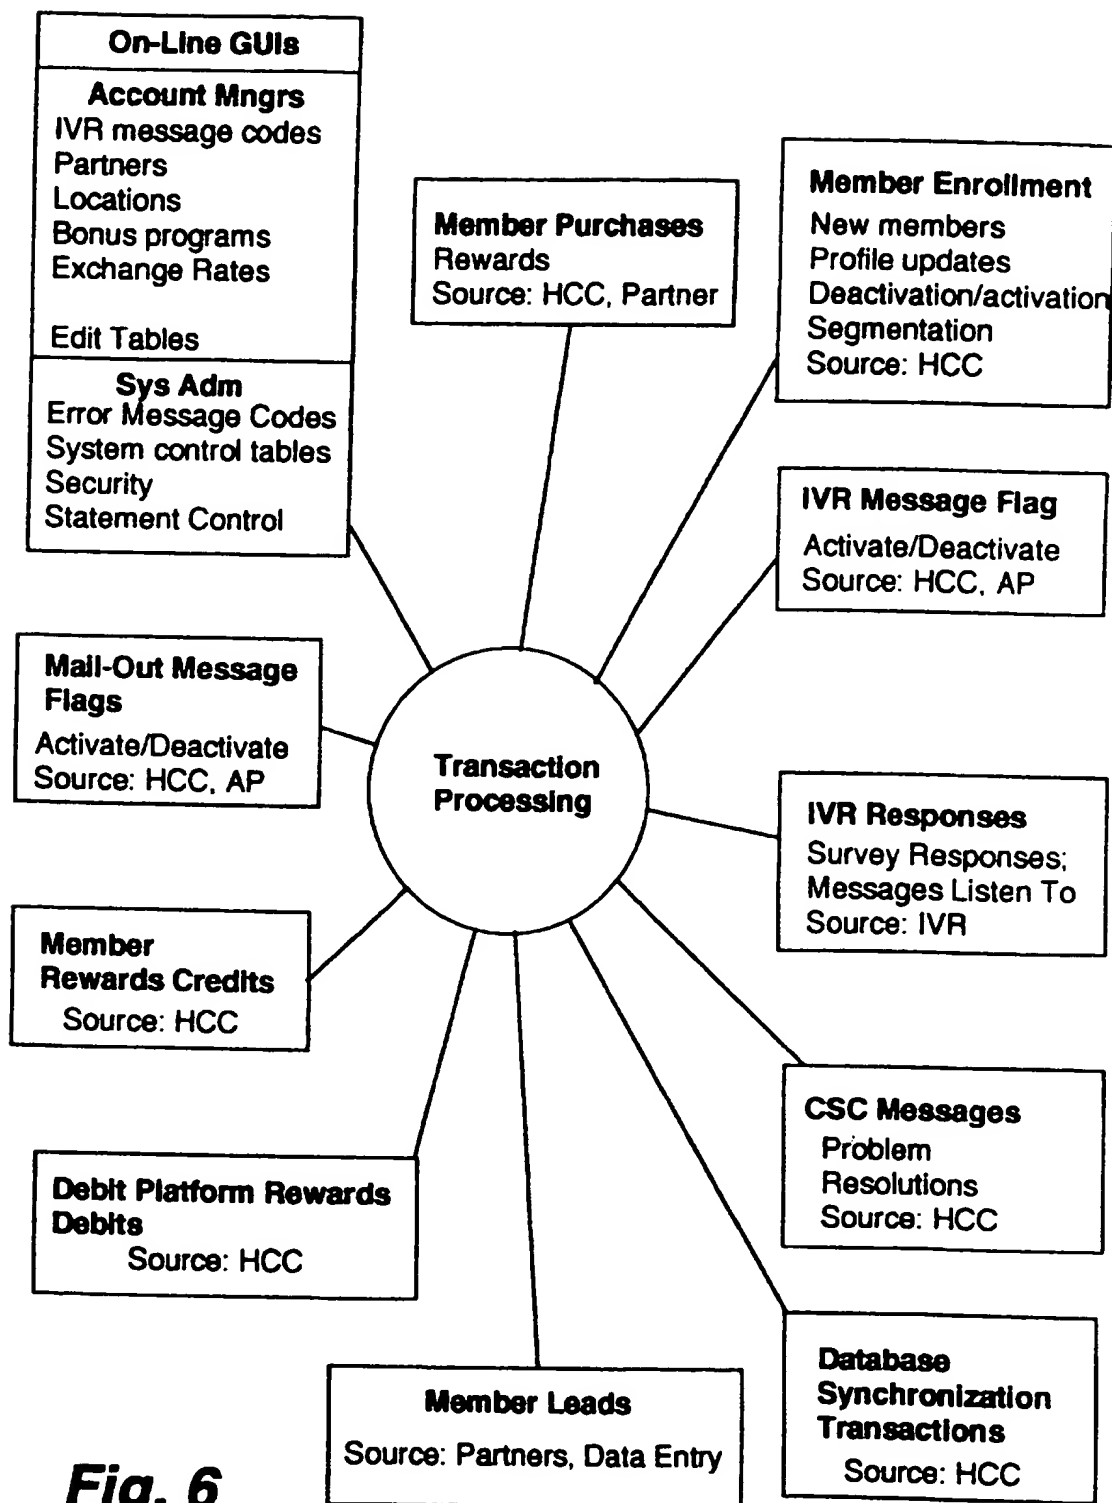 On-Line GUIs
Account Mngrs
IVR message codes
Partners
Locations
Bonus programs
Exchange Rates
Edit Tables
Sys Adm
Error Message Codes
System control tables
Security
Statement Control
Member Purchases
Rewards
Source: HCC, Partner
Member Enrollment
New members
Profile updates
Deactivation/activation
Segmentation
Source: HCC
IVR Message Flag
Activate/Deactivate
Source: HCC, AP
Mail-Out Message
Flags
Activate/Deactivate
Source: HCC, AP
Transaction
Processing
IVR Responses
Survey Responses;
Messages Listen To
Source: IVR
Member
Rewards Credits
Source: HCC
CSC Messages
Problem
Resolutions
Source: HCC
Debit Platform Rewards
Debits
Source: HCC
Database
Synchronization
Transactions
Source: HCC
Member Leads
Source: Partners, Data Entry
Fig. 6